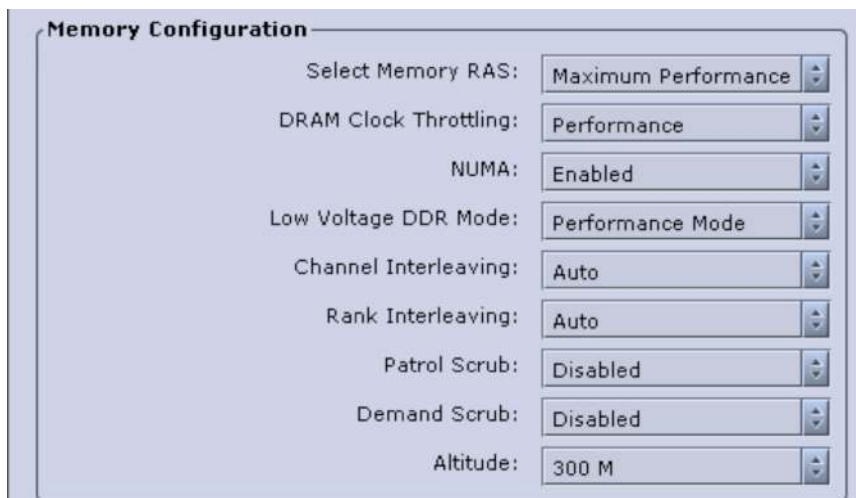 Memory Configuration
Select Memory RAS: Maximum Performance
DRAM Clock Throttling: Performance
NUMA: Enabled
Low Voltage DDR Mode: Performance Mode
Channel Interleaving: Auto
Rank Interleaving: Auto
Patrol Scrub: Disabled
Demand Scrub: Disabled
Altitude: 300 M